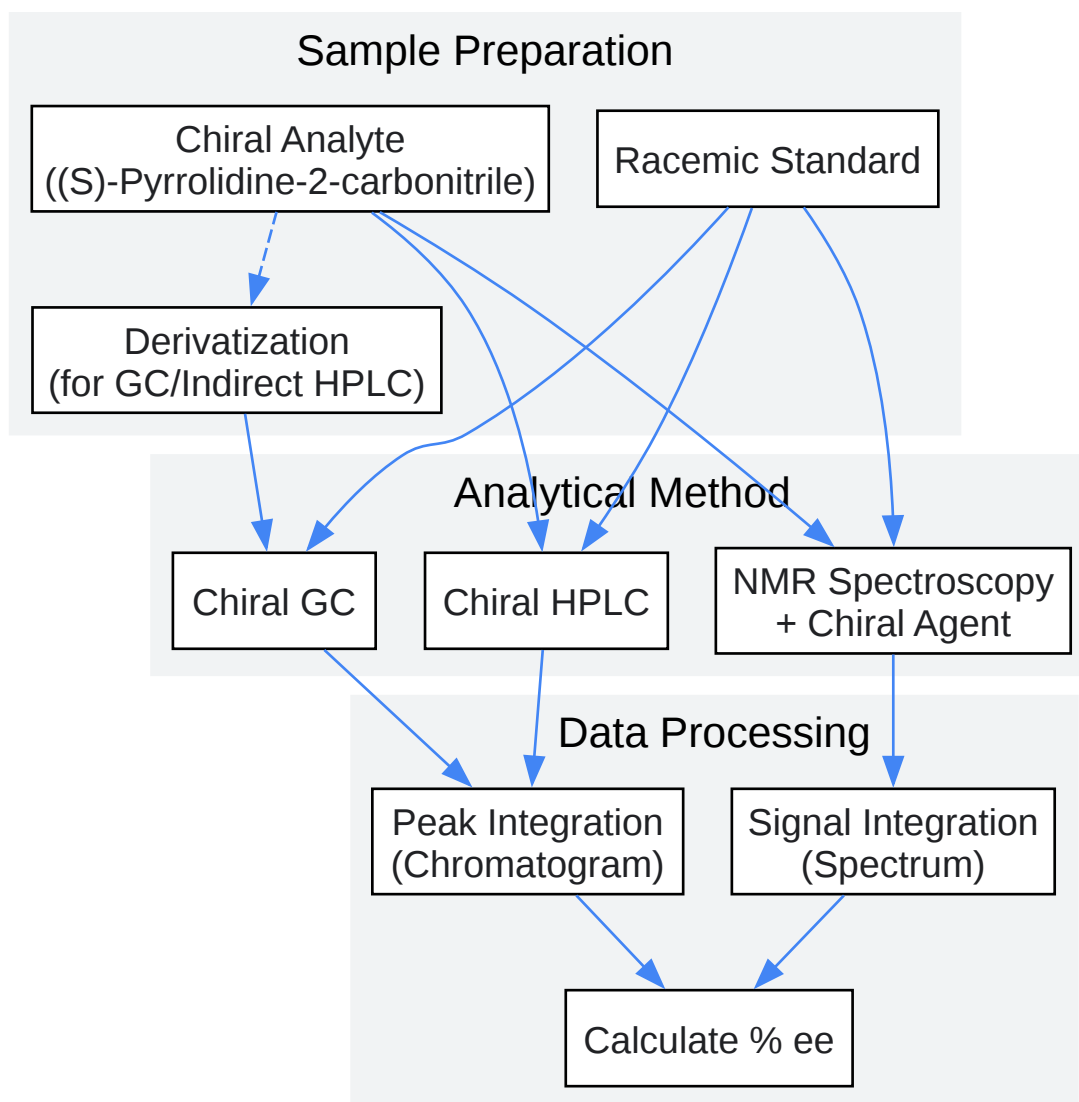 Sample Preparation
Chiral Analyte
((S)-Pyrrolidine-2-carbonitrile)
Racemic Standard
Derivatization
(for GC/Indirect HPLC)
Analytical Method
Chiral GC
Chiral HPLC
NMR Spectroscopy
+ Chiral Agent
Data Processing
Peak Integration
(Chromatogram)
Signal Integration
(Spectrum)
Calculate % ee